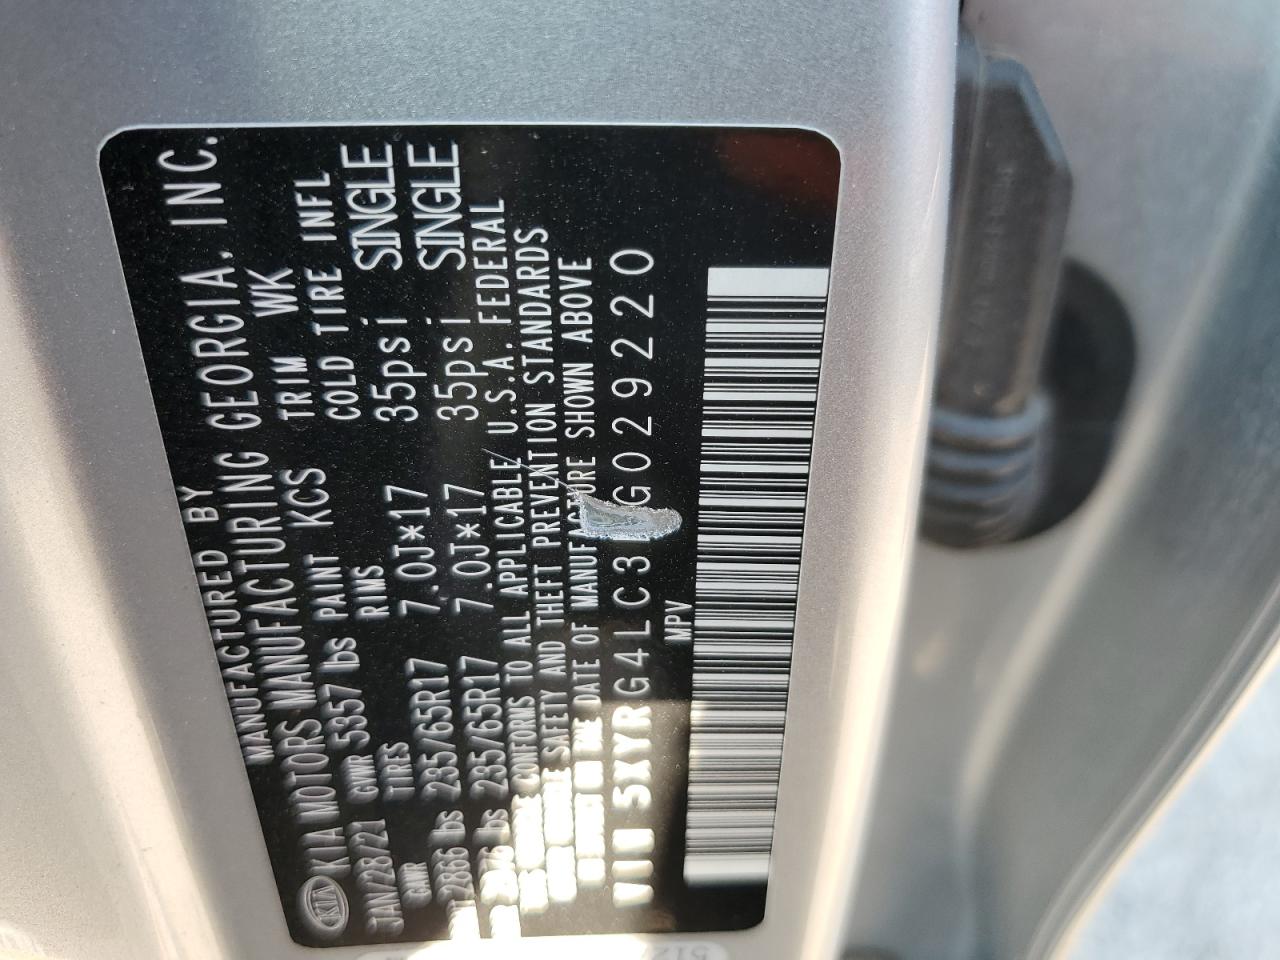 KIA
MANUFACTURED BY
KIA MOTORS MANUFACTURING GEORGIA, INC.
JAN/28/21 GVWR 5357 lbs PAINT KCS TRIM WK
GAWR TIRES RIMS COLD TIRE INFL
2866 lbs 235/65R17 7.0J*17 35psi SINGLE
lbs 235/65R17 7.0J*17 35psi SINGLE
CONFORMS TO ALL APPLICABLE U.S.A. FEDERAL
SAFETY AND THEFT PREVENTION STANDARDS
DATE OF MANUFACTURE SHOWN ABOVE
5XYRG4LC3 G029220
MPV